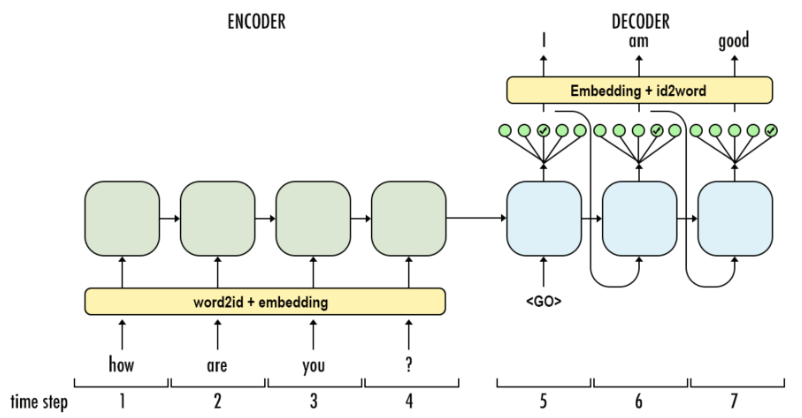 ENCODER DECODER
I am good
Embedding + id2word
word2id + embedding
<GO>
how are you ?
time step 1 2 3 4 5 6 7